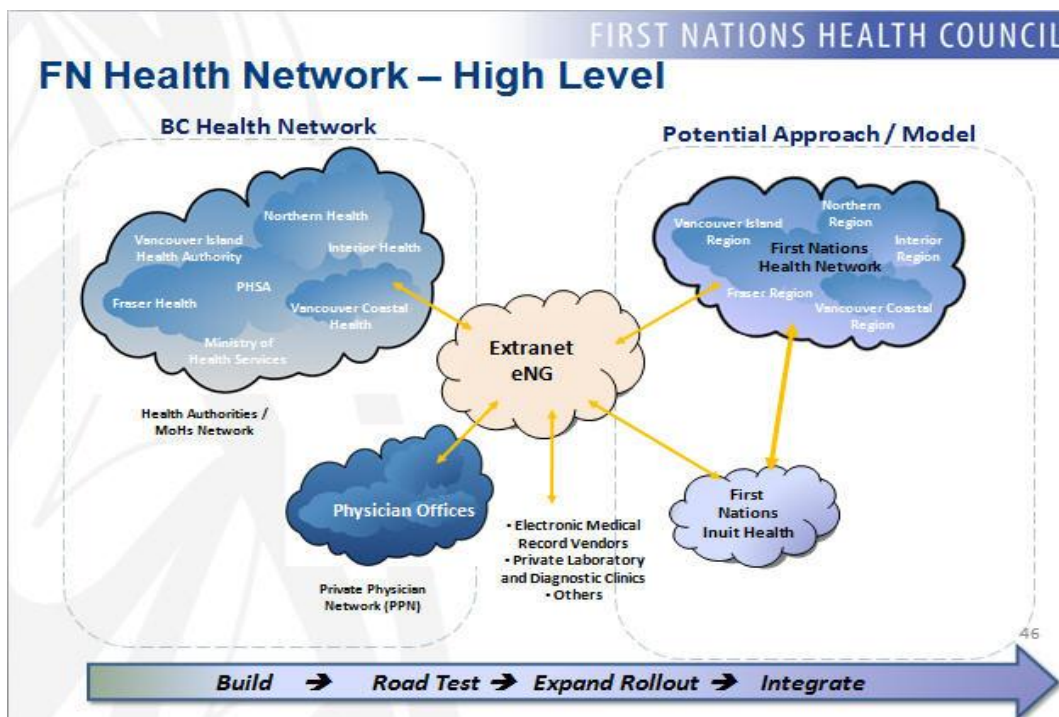 FIRST NATIONS HEALTH COUNCIL
FN Health Network – High Level
BC Health Network
Northern Health
Vancouver Island
Health Authority
Interior Health
PHSA
Fraser Health
Vancouver Coastal
Health
Ministry of
Health Services
Health Authorities /
MoHs Network
Physician Offices
Private Physician
Network (PPN)
Extranet
eNG
• Electronic Medical
Record Vendors
• Private Laboratory
and Diagnostic Clinics
• Others
Potential Approach / Model
Northern
Region
Vancouver Island
Region
Interior
Region
First Nations
Health Network
Fraser Region
Vancouver Coastal
Region
First
Nations
Inuit Health
46
Build ➔ Road Test ➔ Expand Rollout ➔ Integrate